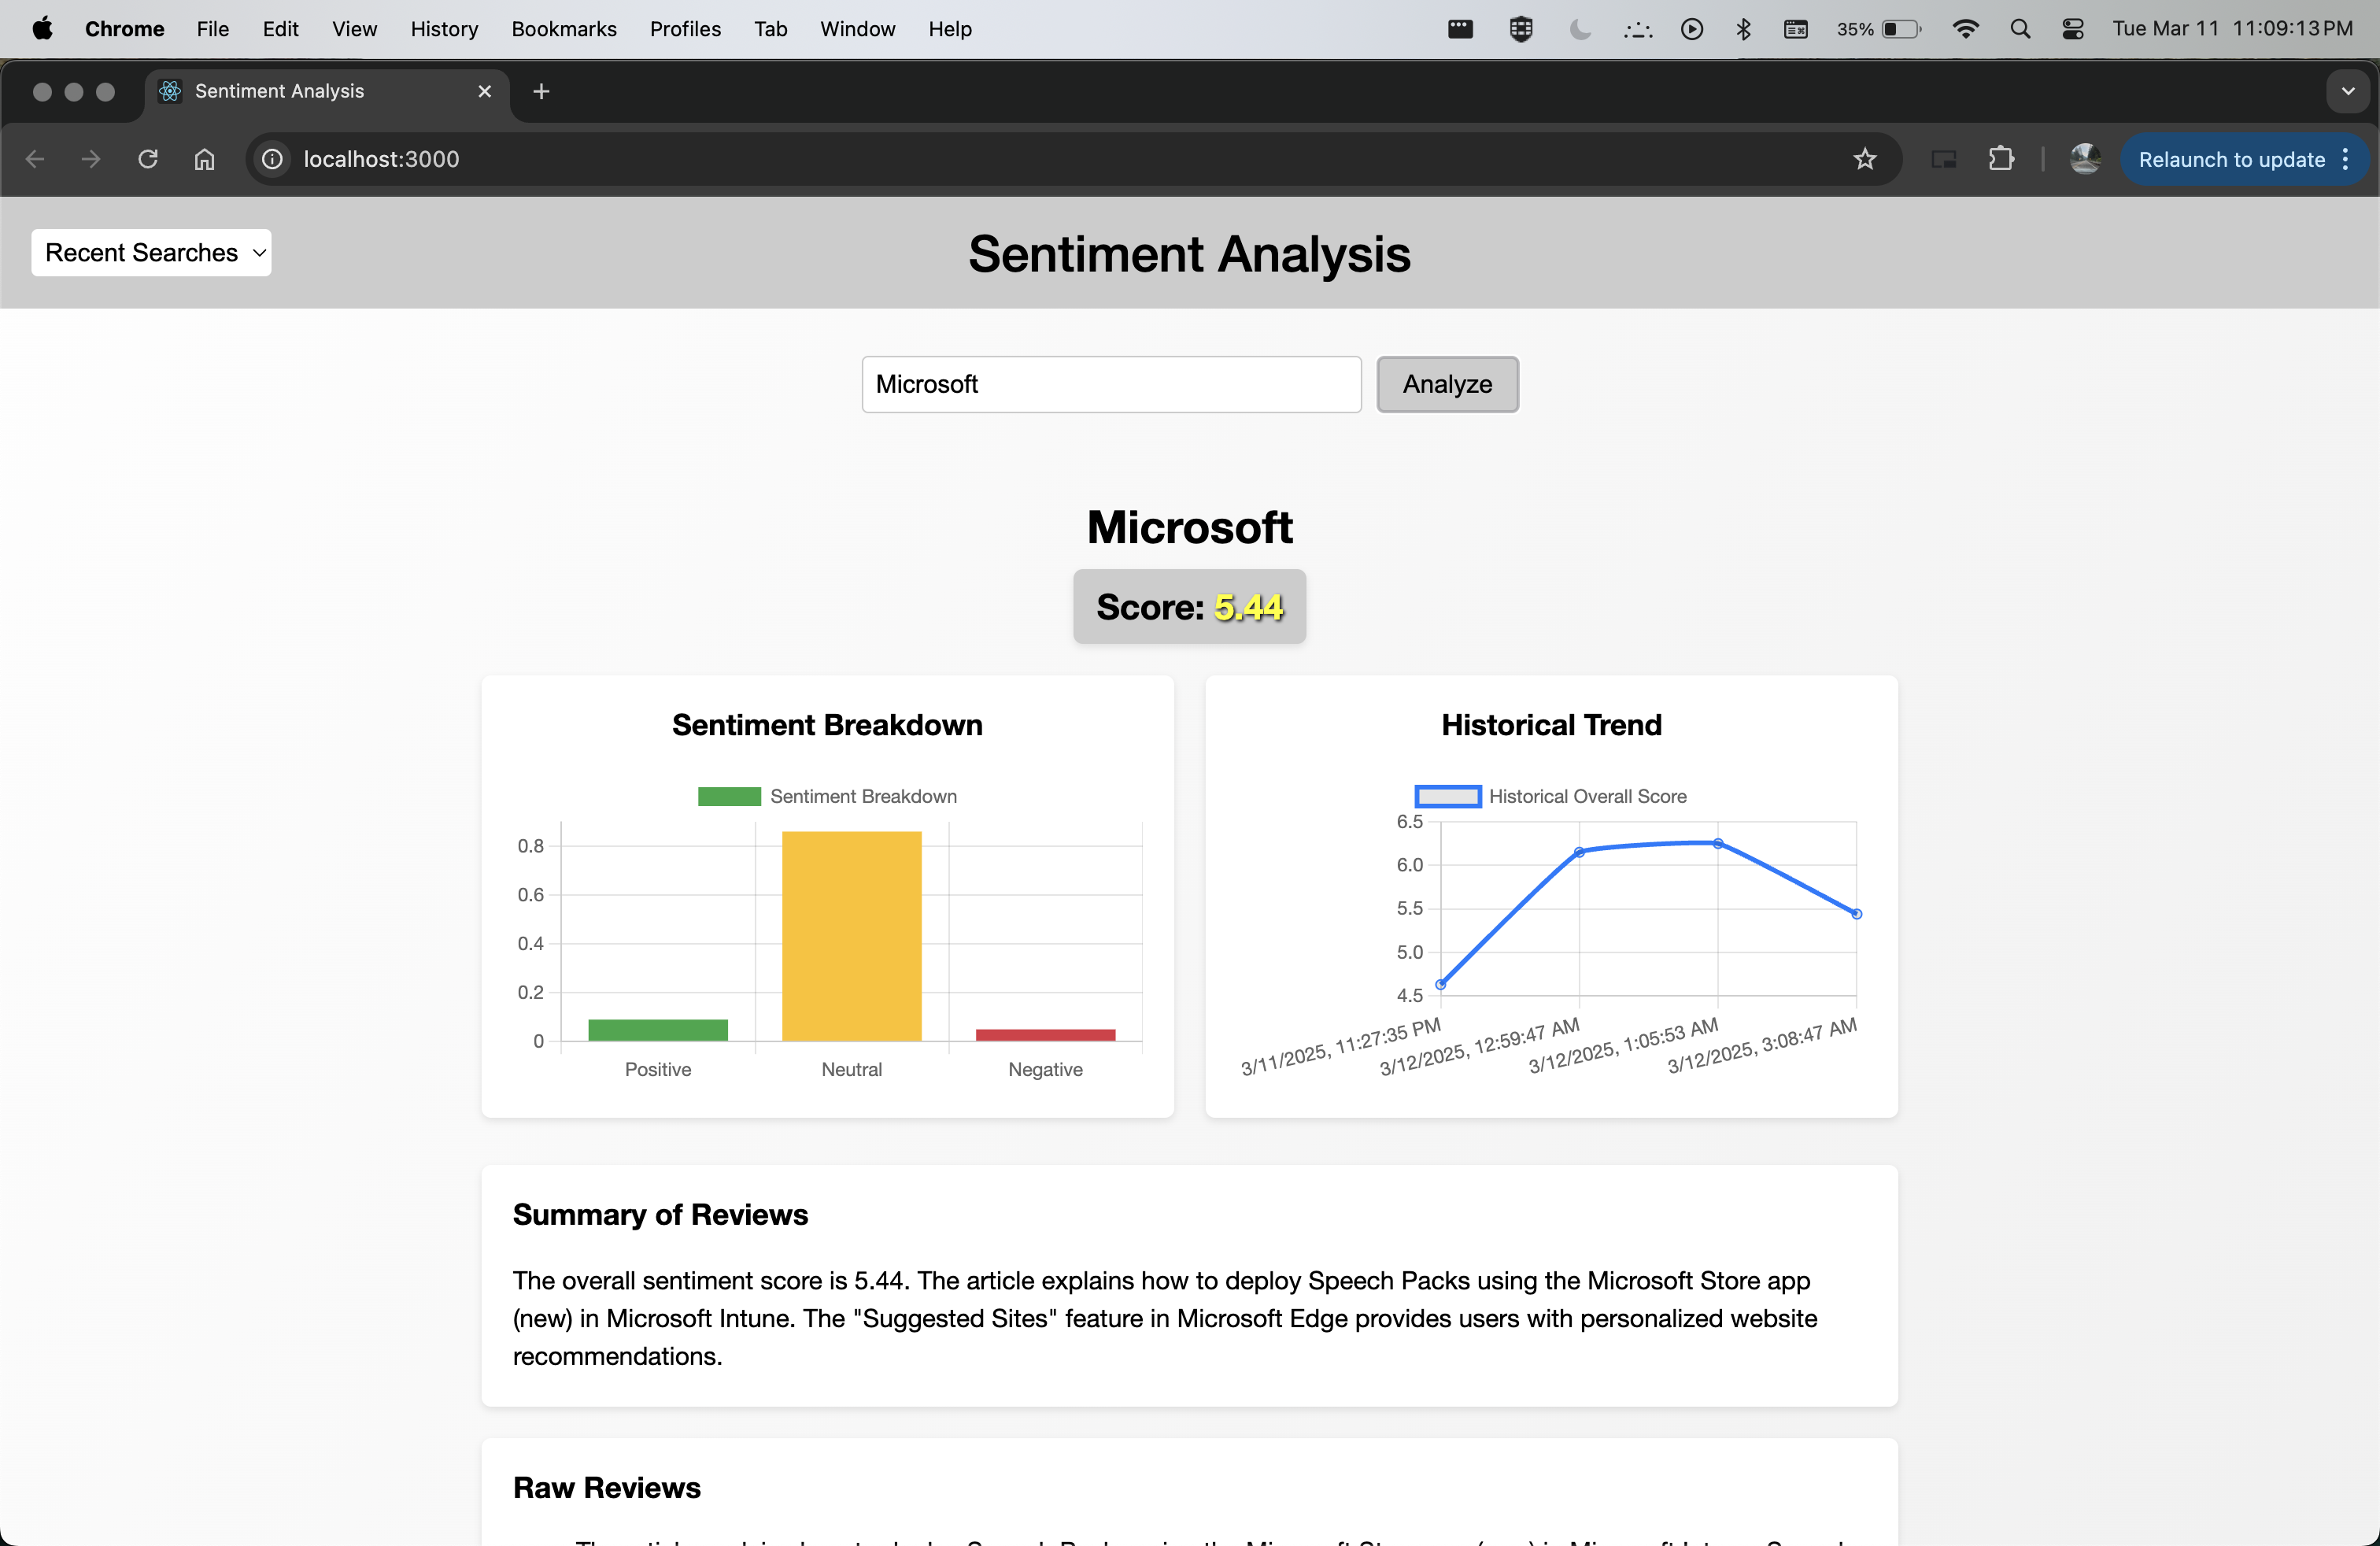 Chrome File Edit View History Bookmarks Profiles Tab Window Help 35% Tue Mar 11 11:09:13 PM
Sentiment Analysis
localhost:3000 Relaunch to update
Recent Searches Sentiment Analysis
Microsoft Analyze
Microsoft
Score: 5.44
Sentiment Breakdown
Sentiment Breakdown
0.8
0.6
0.4
0.2
0
Positive Neutral Negative
Historical Trend
Historical Overall Score
6.5
6.0
5.5
5.0
4.5
3/11/2025, 11:27:35 PM
3/12/2025, 12:59:47 AM
3/12/2025, 1:05:53 AM
3/12/2025, 3:08:47 AM
Summary of Reviews
The overall sentiment score is 5.44. The article explains how to deploy Speech Packs using the Microsoft Store app
(new) in Microsoft Intune. The "Suggested Sites" feature in Microsoft Edge provides users with personalized website
recommendations.
Raw Reviews